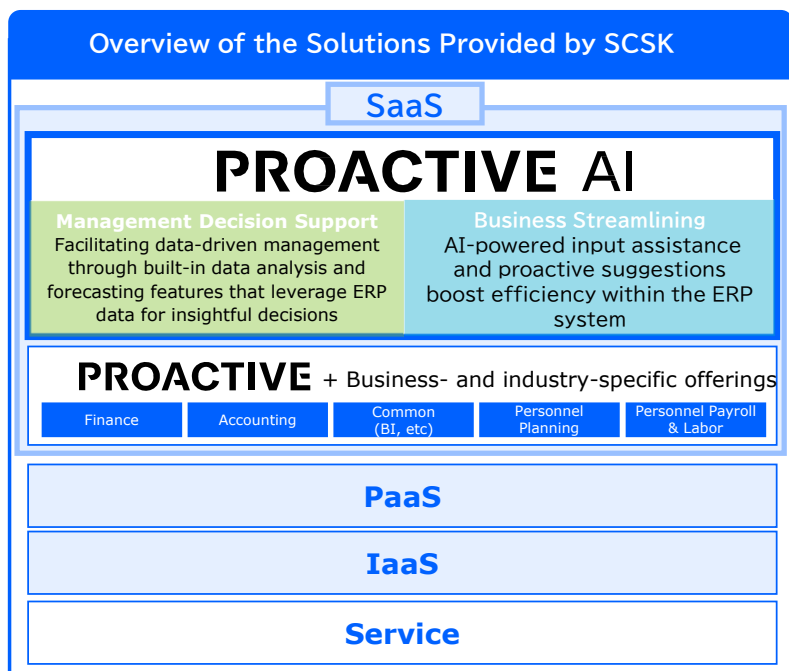 Overview of the Solutions Provided by SCSK
SaaS
PROACTIVE AI
Management Decision Support
Facilitating data-driven management
through built-in data analysis and
forecasting features that leverage ERP
data for insightful decisions
Business Streamlining
AI-powered input assistance
and proactive suggestions
boost efficiency within the ERP
system
PROACTIVE + Business- and industry-specific offerings
Finance
Accounting
Common
(BI, etc)
Personnel
Planning
Personnel Payroll
& Labor
PaaS
IaaS
Service